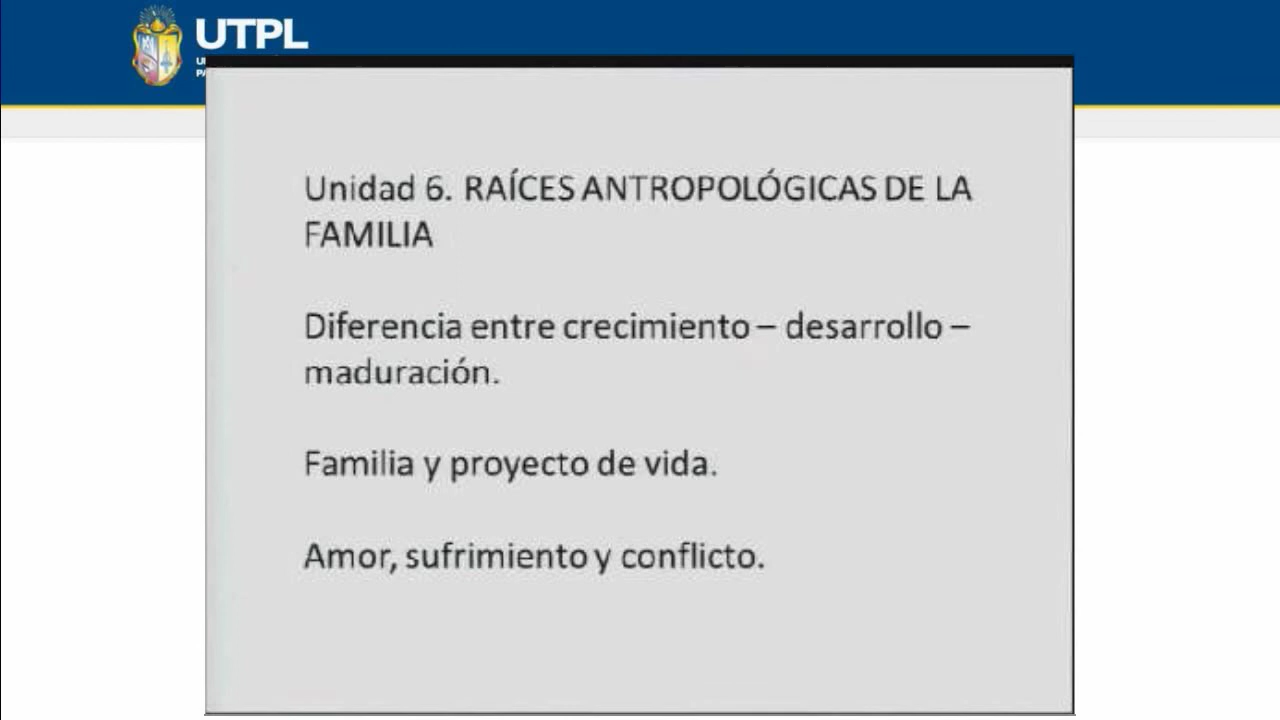 UTPL
Unidad 6. RAÍCES ANTROPOLÓGICAS DE LA
FAMILIA
Diferencia entre crecimiento – desarrollo –
maduración.
Familia y proyecto de vida.
Amor, sufrimiento y conflicto.